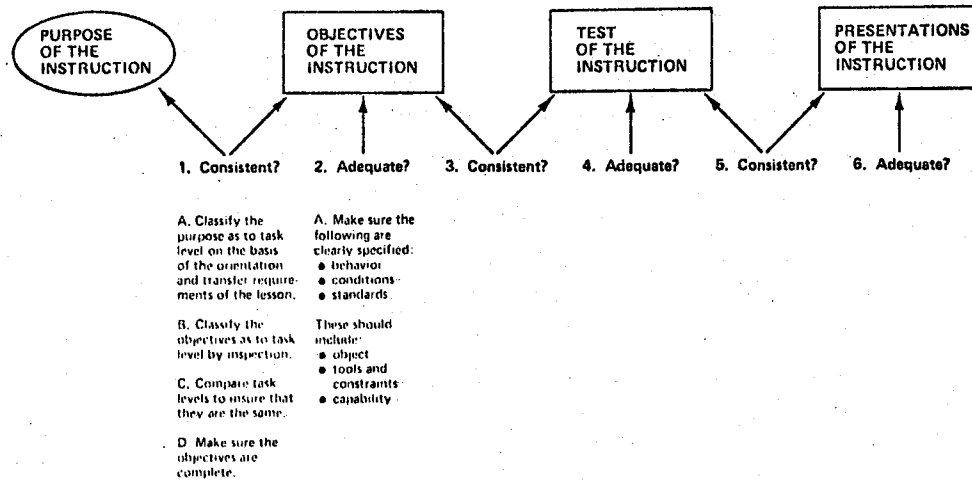 PURPOSE
OF THE
INSTRUCTION
OBJECTIVES
OF THE
INSTRUCTION
TEST
OF THE
INSTRUCTION
PRESENTATIONS
OF THE
INSTRUCTION
1. Consistent?
2. Adequate?
3. Consistent?
4. Adequate?
5. Consistent?
6. Adequate?
A. Classify the
purpose as to task
level on the basis
of the orientation
and transfer require-
ments of the lesson.
B. Classify the
objectives as to task
level by inspection.
C. Compare task
levels to insure that
they are the same.
D Make sure the
objectives are
complete.
A. Make sure the
following are
clearly specified:
● behavior
● conditions
● standards
These should
include:
● object
● tools and
constraints
● capability